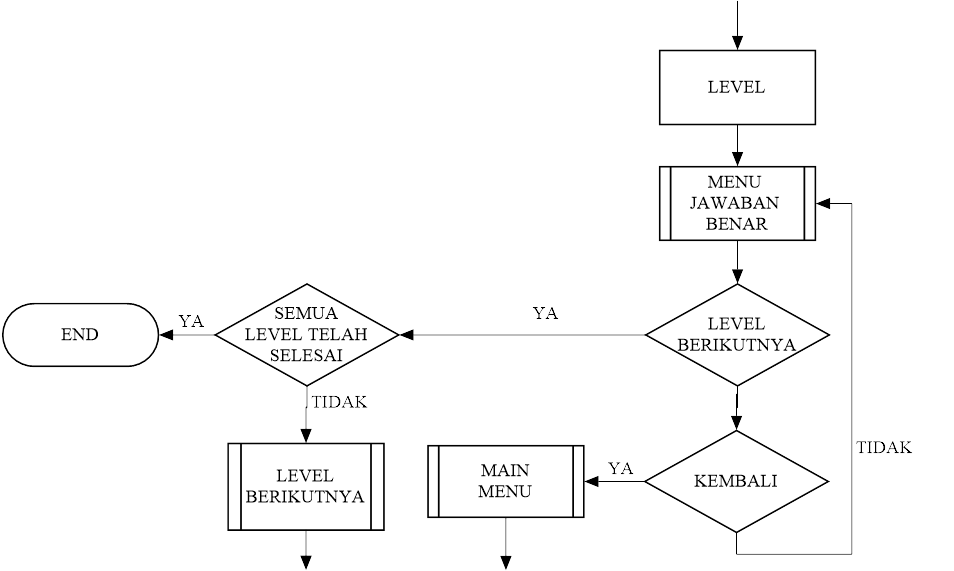 LEVEL
MENU
JAWABAN
BENAR
LEVEL
BERIKUTNYA
YA
SEMUA
LEVEL TELAH
SELESAI
YA
END
TIDAK
LEVEL
BERIKUTNYA
MAIN
MENU
YA
KEMBALI
TIDAK